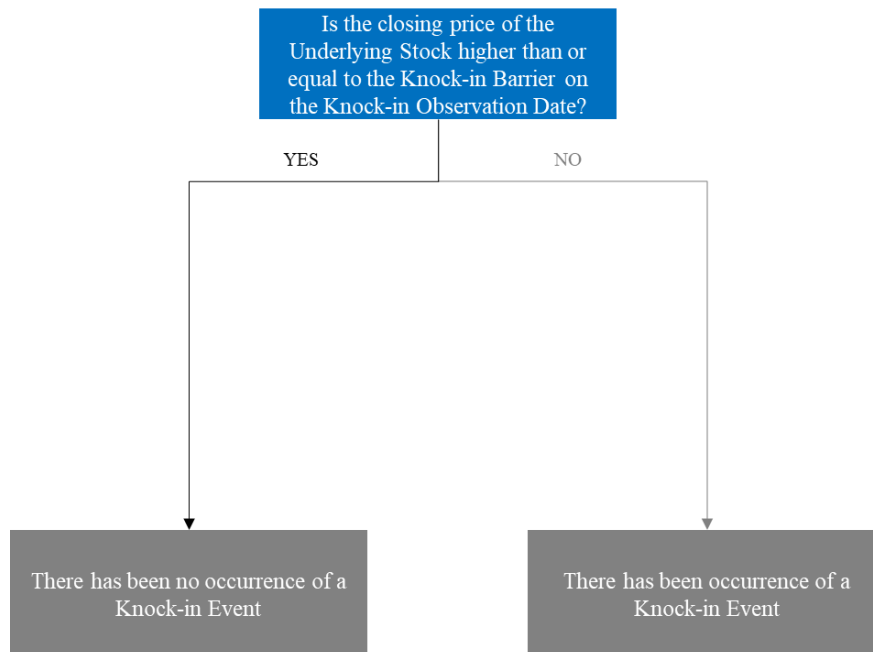 Is the closing price of the
Underlying Stock higher than or
equal to the Knock-in Barrier on
the Knock-in Observation Date?
YES
NO
There has been no occurrence of a
Knock-in Event
There has been occurrence of a
Knock-in Event